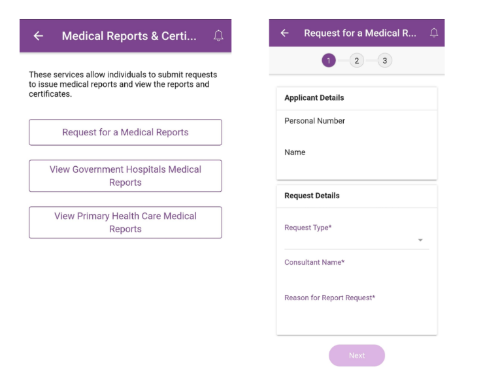 Medical Reports & Certi...
These services allow individuals to submit requests
to issue medical reports and view the reports and
certificates.
Request for a Medical Reports
View Government Hospitals Medical
Reports
View Primary Health Care Medical
Reports
Request for a Medical R...
1 2 3
Applicant Details
Personal Number
Name
Request Details
Request Type*
Consultant Name*
Reason for Report Request*
Next